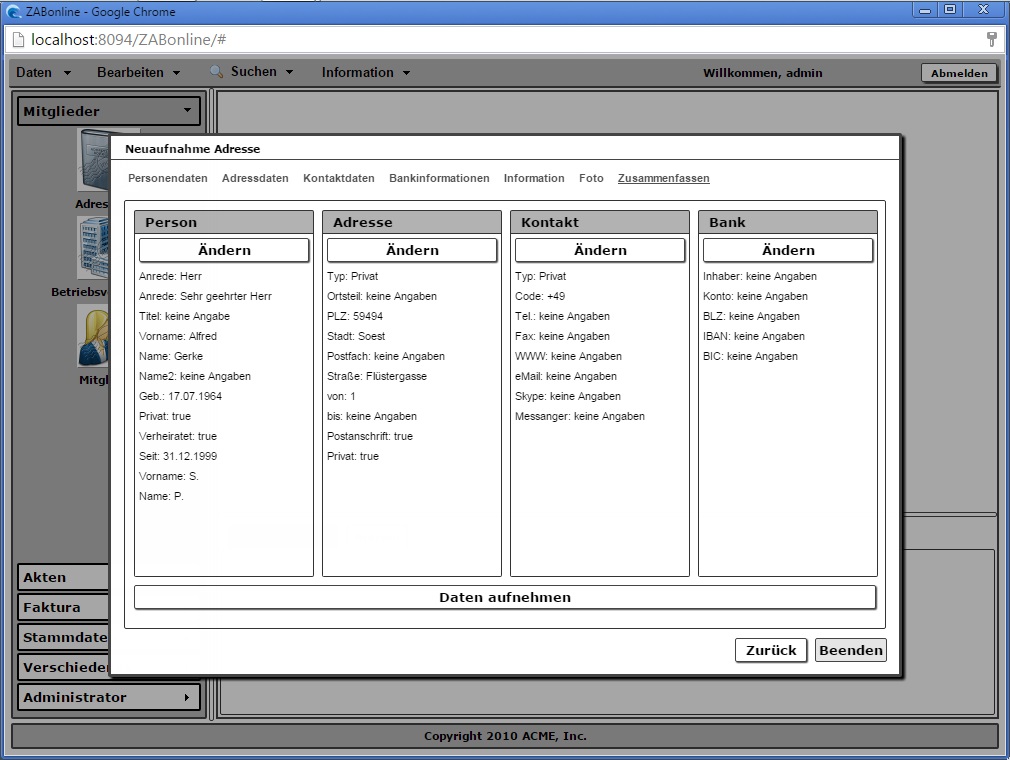 ZABonline - Google Chrome
localhost:8094/ZABonline/#
Daten Bearbeiten Suchen Information Willkommen, admin Abmelden
Mitglieder
Neuaufnahme Adresse
Personendaten Adressdaten Kontaktdaten Bankinformationen Information Foto Zusammenfassen
Adres
Betriebsv
Mitgl
Person
Ändern
Anrede: Herr
Anrede: Sehr geehrter Herr
Titel: keine Angabe
Vorname: Alfred
Name: Gerke
Name2: keine Angaben
Geb.: 17.07.1964
Privat: true
Verheiratet: true
Seit: 31.12.1999
Vorname: S.
Name: P.
Adresse
Ändern
Typ: Privat
Ortsteil: keine Angaben
PLZ: 59494
Stadt: Soest
Postfach: keine Angaben
Straße: Flüstergasse
von: 1
bis: keine Angaben
Postanschrift: true
Privat: true
Kontakt
Ändern
Typ: Privat
Code: +49
Tel.: keine Angaben
Fax: keine Angaben
WWW: keine Angaben
eMail: keine Angaben
Skype: keine Angaben
Messanger: keine Angaben
Bank
Ändern
Inhaber: keine Angaben
Konto: keine Angaben
BLZ: keine Angaben
IBAN: keine Angaben
BIC: keine Angaben
Daten aufnehmen
Zurück Beenden
Akten
Faktura
Stammdate
Verschieden
Administrator
Copyright 2010 ACME, Inc.